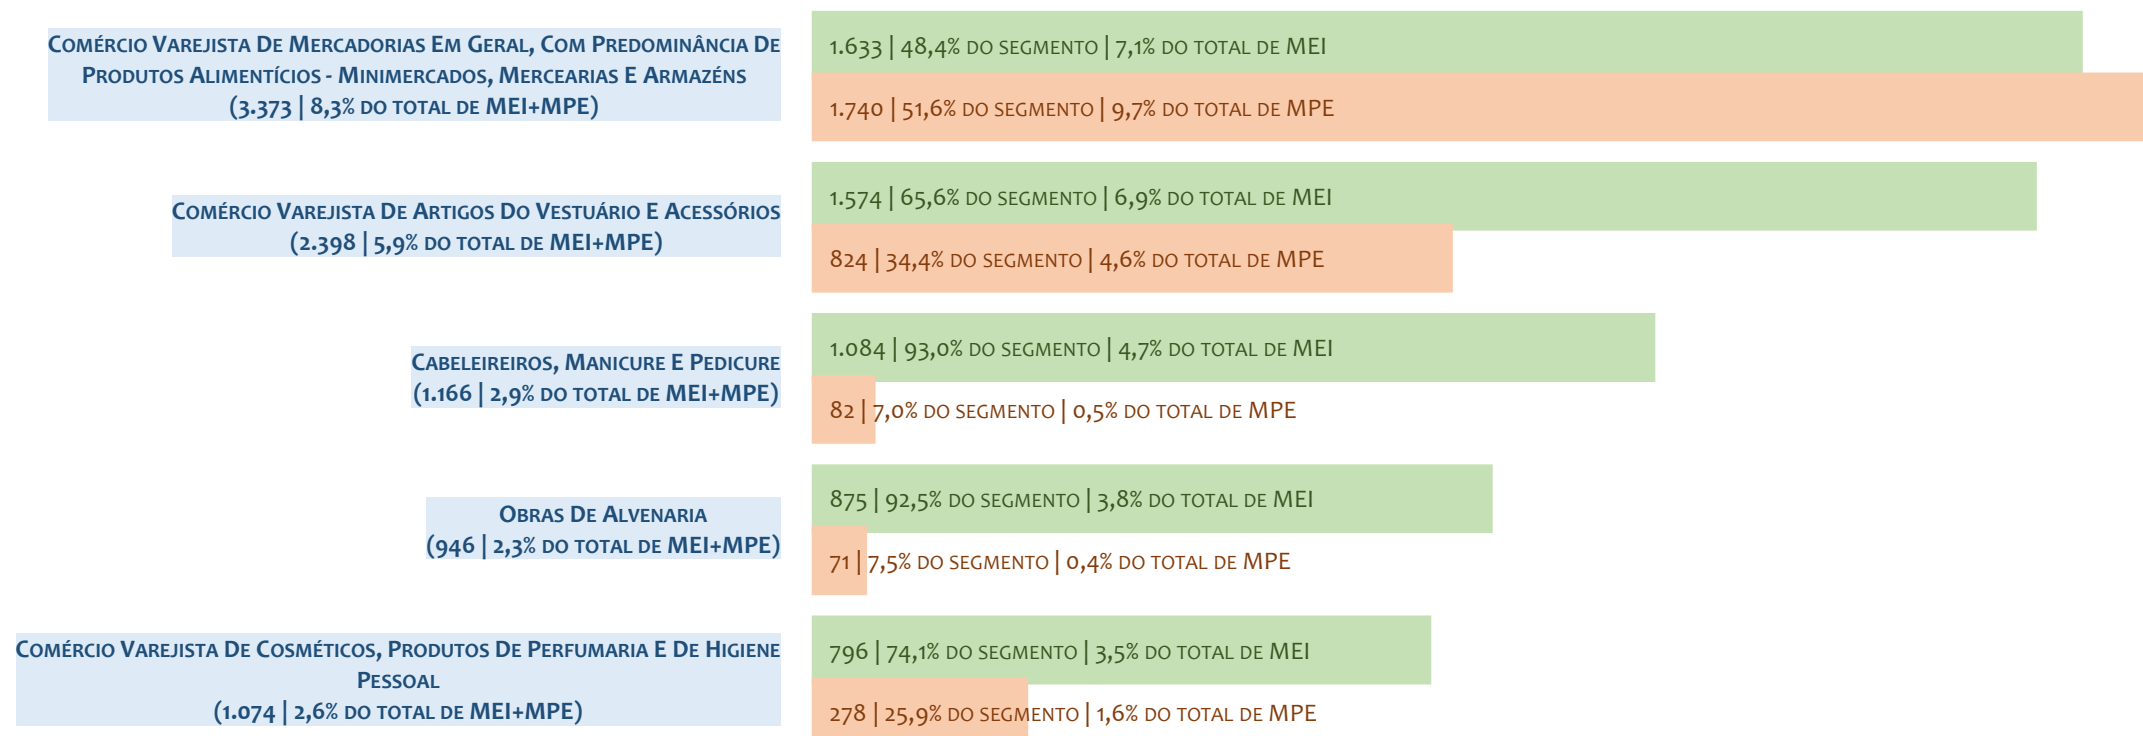 Comércio Varejista De Mercadorias Em Geral, Com Predominância De
Produtos Alimentícios - Minimercados, Mercearias E Armazéns
(3.373 | 8,3% do total de MEI+MPE)
1.633 | 48,4% do segmento | 7,1% do total de MEI
1.740 | 51,6% do segmento | 9,7% do total de MPE
Comércio Varejista De Artigos Do Vestuário E Acessórios
(2.398 | 5,9% do total de MEI+MPE)
1.574 | 65,6% do segmento | 6,9% do total de MEI
824 | 34,4% do segmento | 4,6% do total de MPE
Cabeleireiros, Manicure E Pedicure
(1.166 | 2,9% do total de MEI+MPE)
1.084 | 93,0% do segmento | 4,7% do total de MEI
82 | 7,0% do segmento | 0,5% do total de MPE
Obras De Alvenaria
(946 | 2,3% do total de MEI+MPE)
875 | 92,5% do segmento | 3,8% do total de MEI
71 | 7,5% do segmento | 0,4% do total de MPE
Comércio Varejista De Cosméticos, Produtos De Perfumaria E De Higiene
Pessoal
(1.074 | 2,6% do total de MEI+MPE)
796 | 74,1% do segmento | 3,5% do total de MEI
278 | 25,9% do segmento | 1,6% do total de MPE